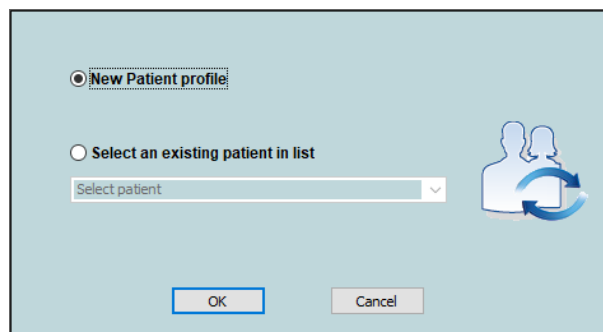 New Patient profile
Select an existing patient in list
Select patient
OK
Cancel